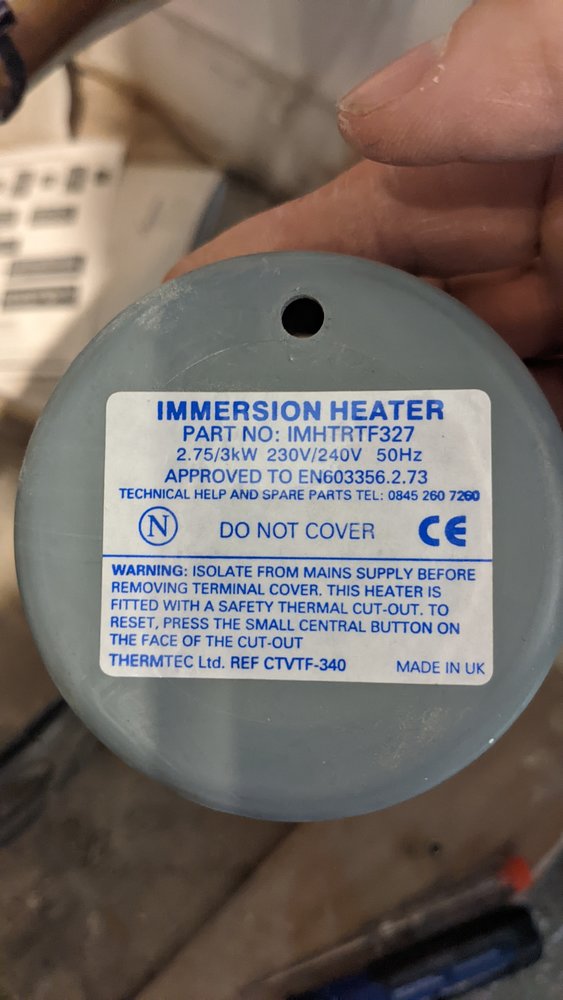 IMMERSION HEATER
PART NO: IMHTRTF327
2.75/3kW 230V/240V 50Hz
APPROVED TO EN603356.2.73
TECHNICAL HELP AND SPARE PARTS TEL: 0845 260 7260
N DO NOT COVER CE
WARNING: ISOLATE FROM MAINS SUPPLY BEFORE
REMOVING TERMINAL COVER. THIS HEATER IS
FITTED WITH A SAFETY THERMAL CUT-OUT. TO
RESET, PRESS THE SMALL CENTRAL BUTTON ON
THE FACE OF THE CUT-OUT
THERMTEC Ltd. REF CTVTF-340 MADE IN UK